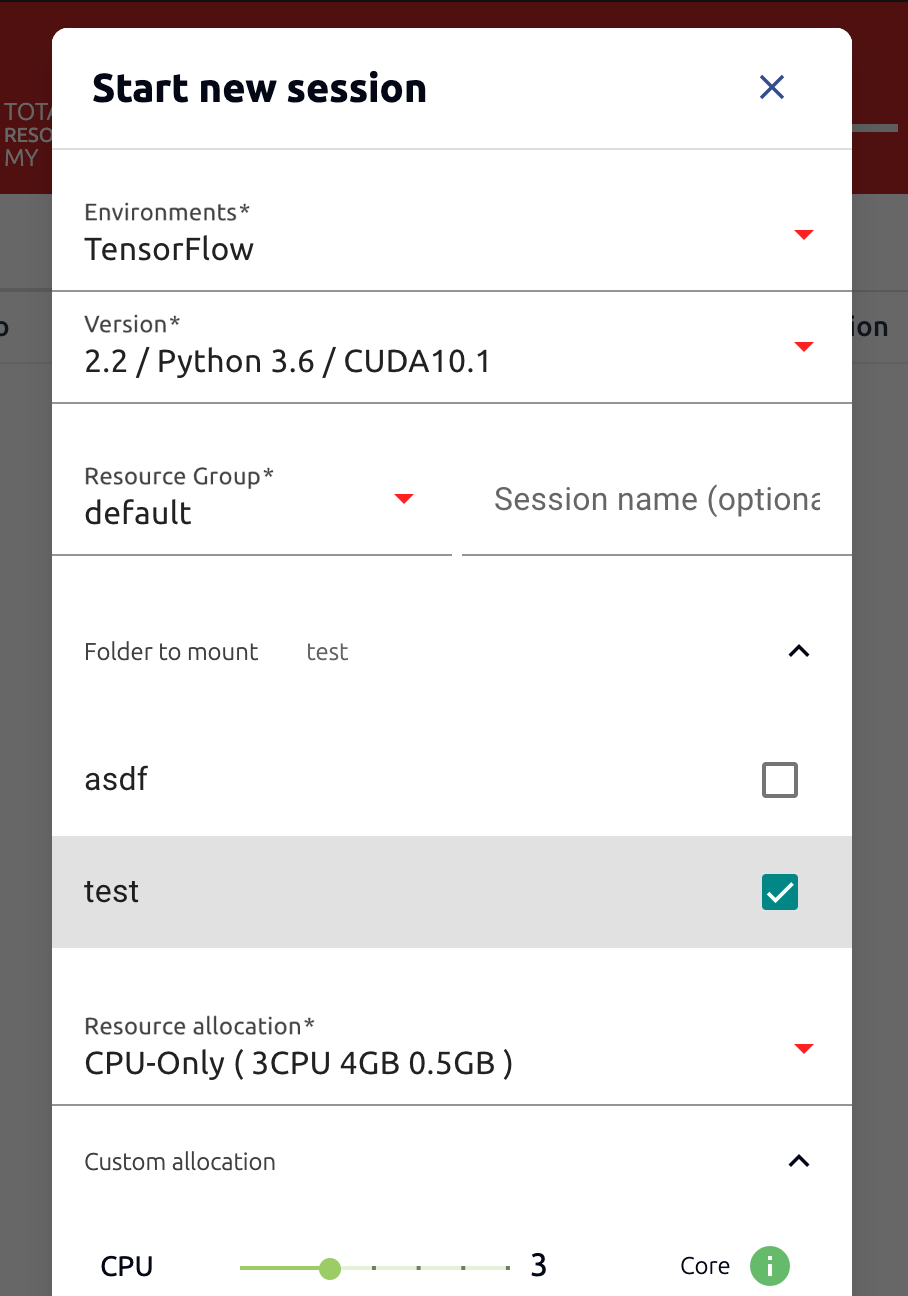 Start new session
RESO
MY
Environments*
TensorFlow
Version*
2.2 / Python 3.6 / CUDA10.1
Resource Group*
default
Session name (optiona
Folder to mount test
asdf
test
Resource allocation*
CPU-Only ( 3CPU 4GB 0.5GB )
Custom allocation
CPU 3 Core i